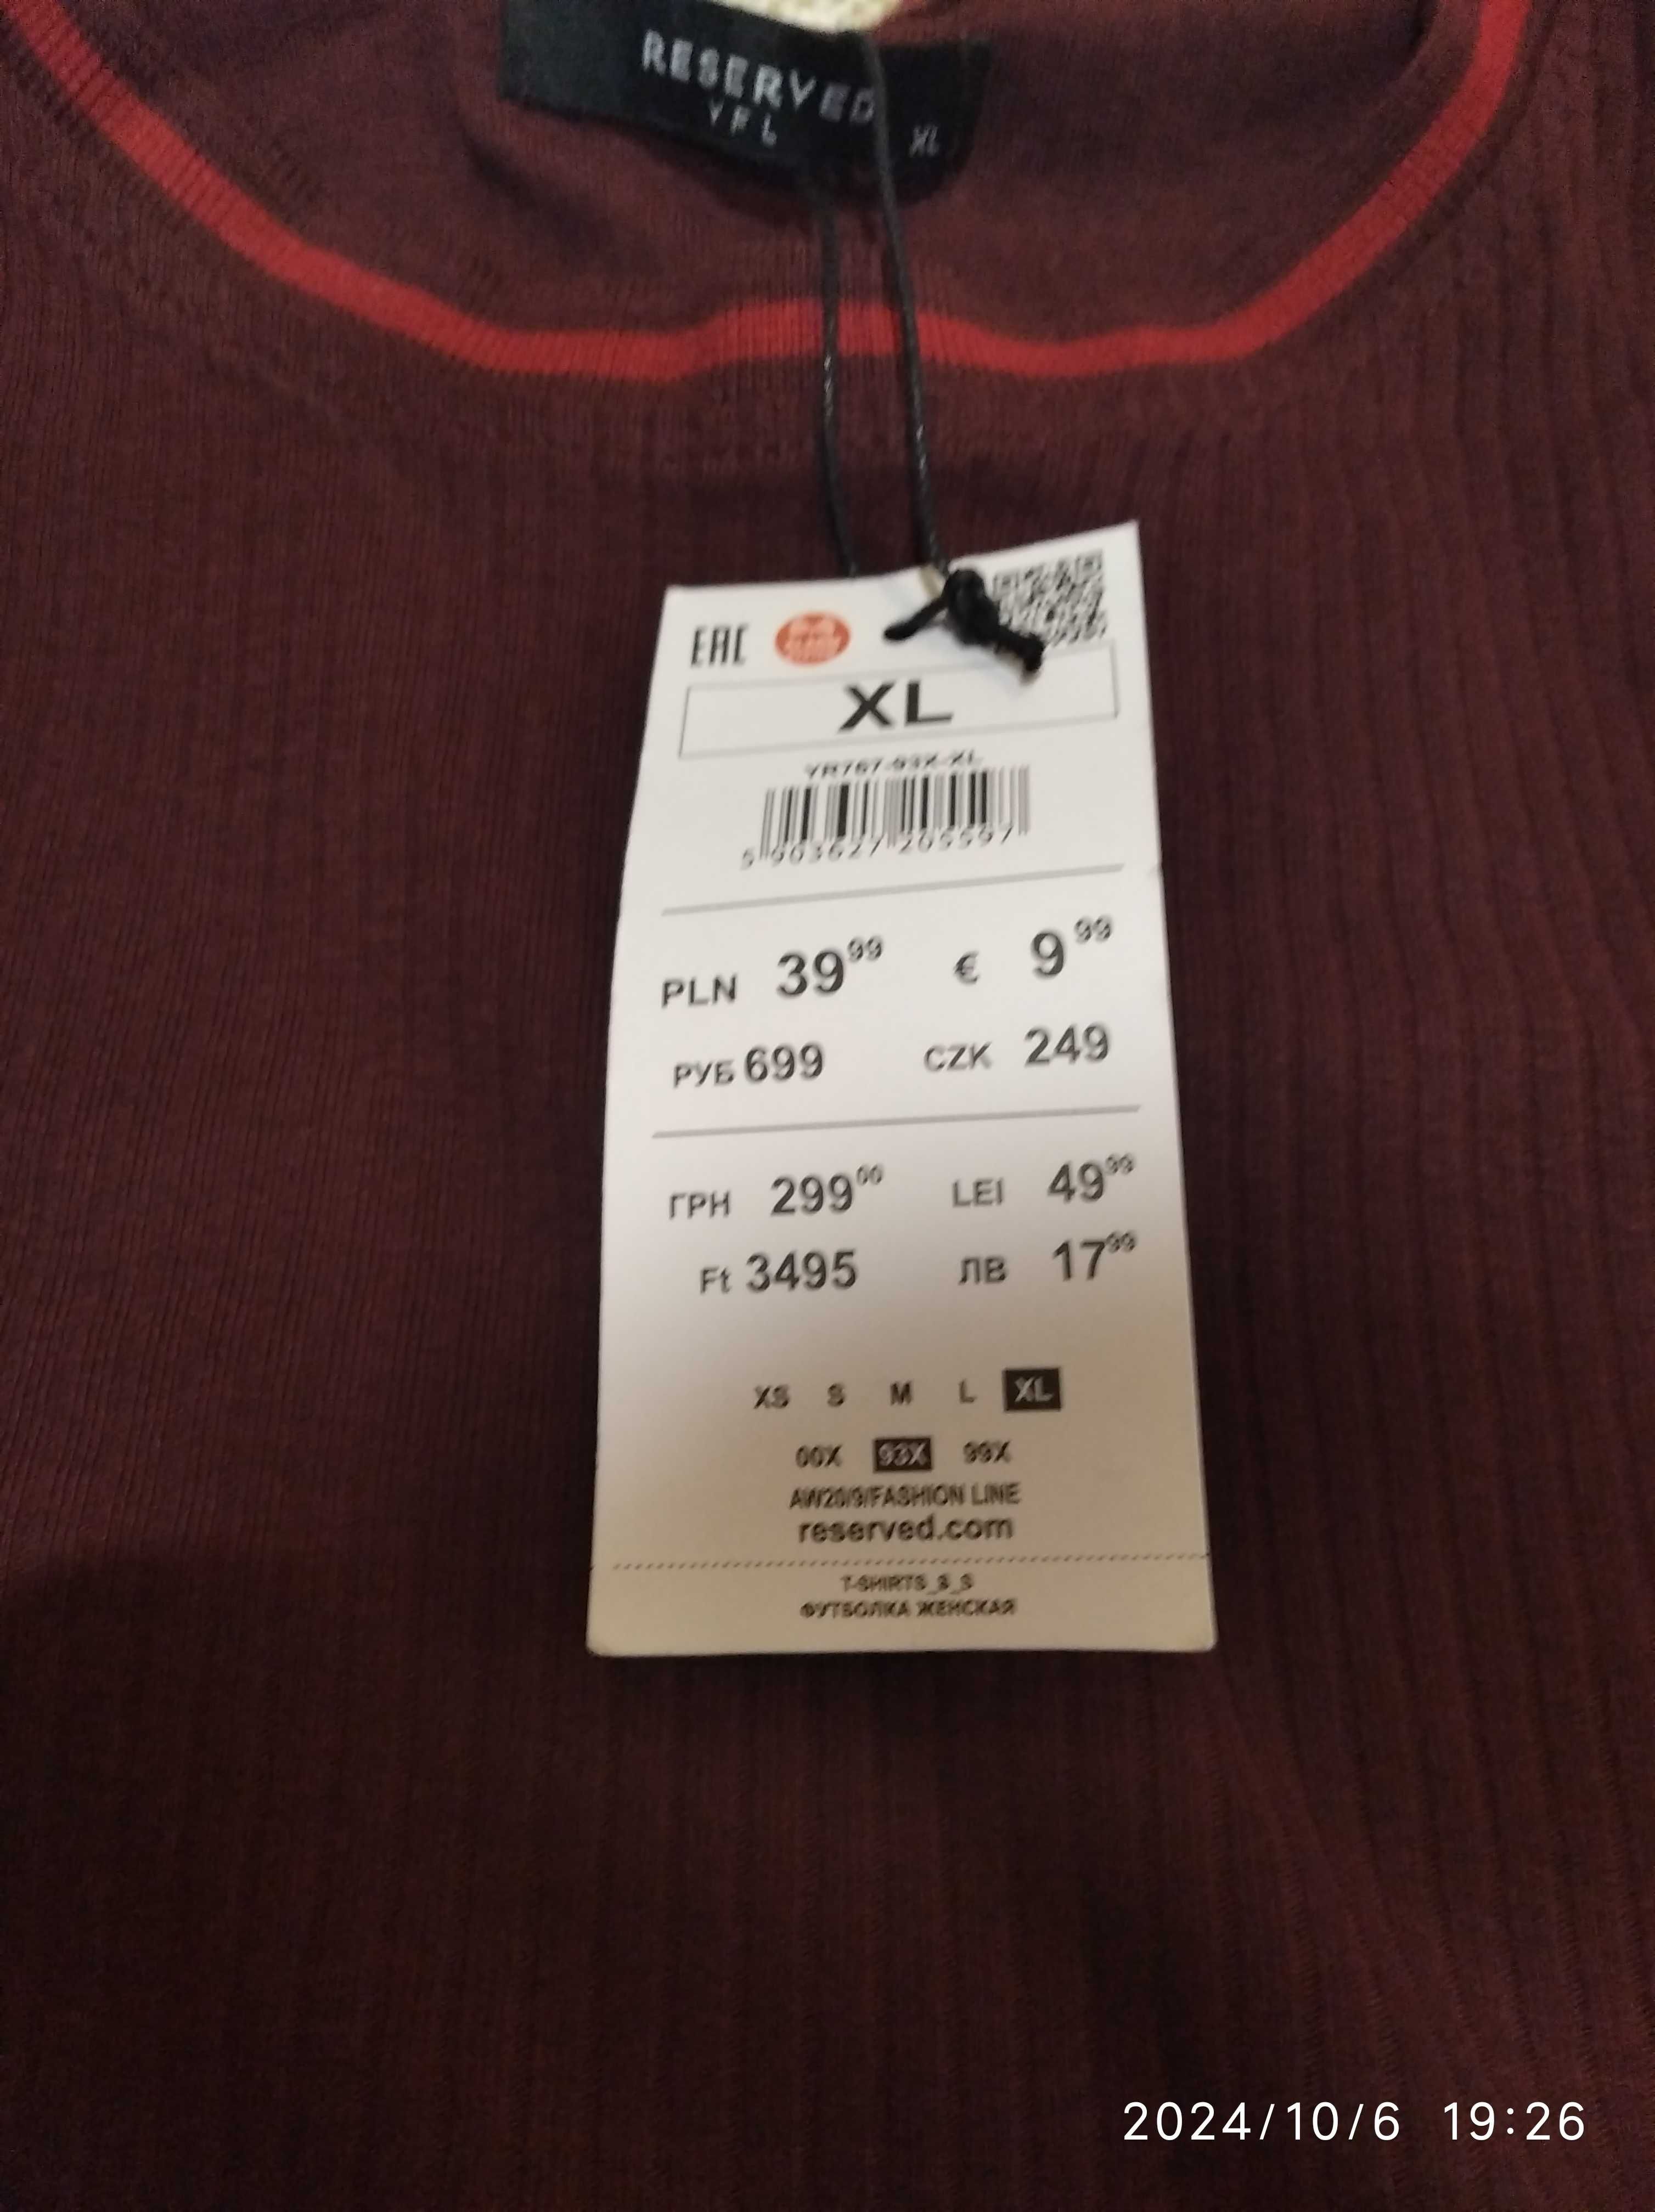 RESERVED
YFL XL
EAC
XL
YR767-93X-XL
5 903627 205597
PLN 39 99 € 9 99
РУБ 699 CZK 249
ГРН 299 00 LEI 49 99
Ft 3495 ЛВ 17 99
XS S M L XL
00X 93X 99X
AW20/9/FASHION LINE
reserved.com
T-SHIRTS_S_S
ФУТБОЛКА ЖЕНСКАЯ
2024/10/6 19:26